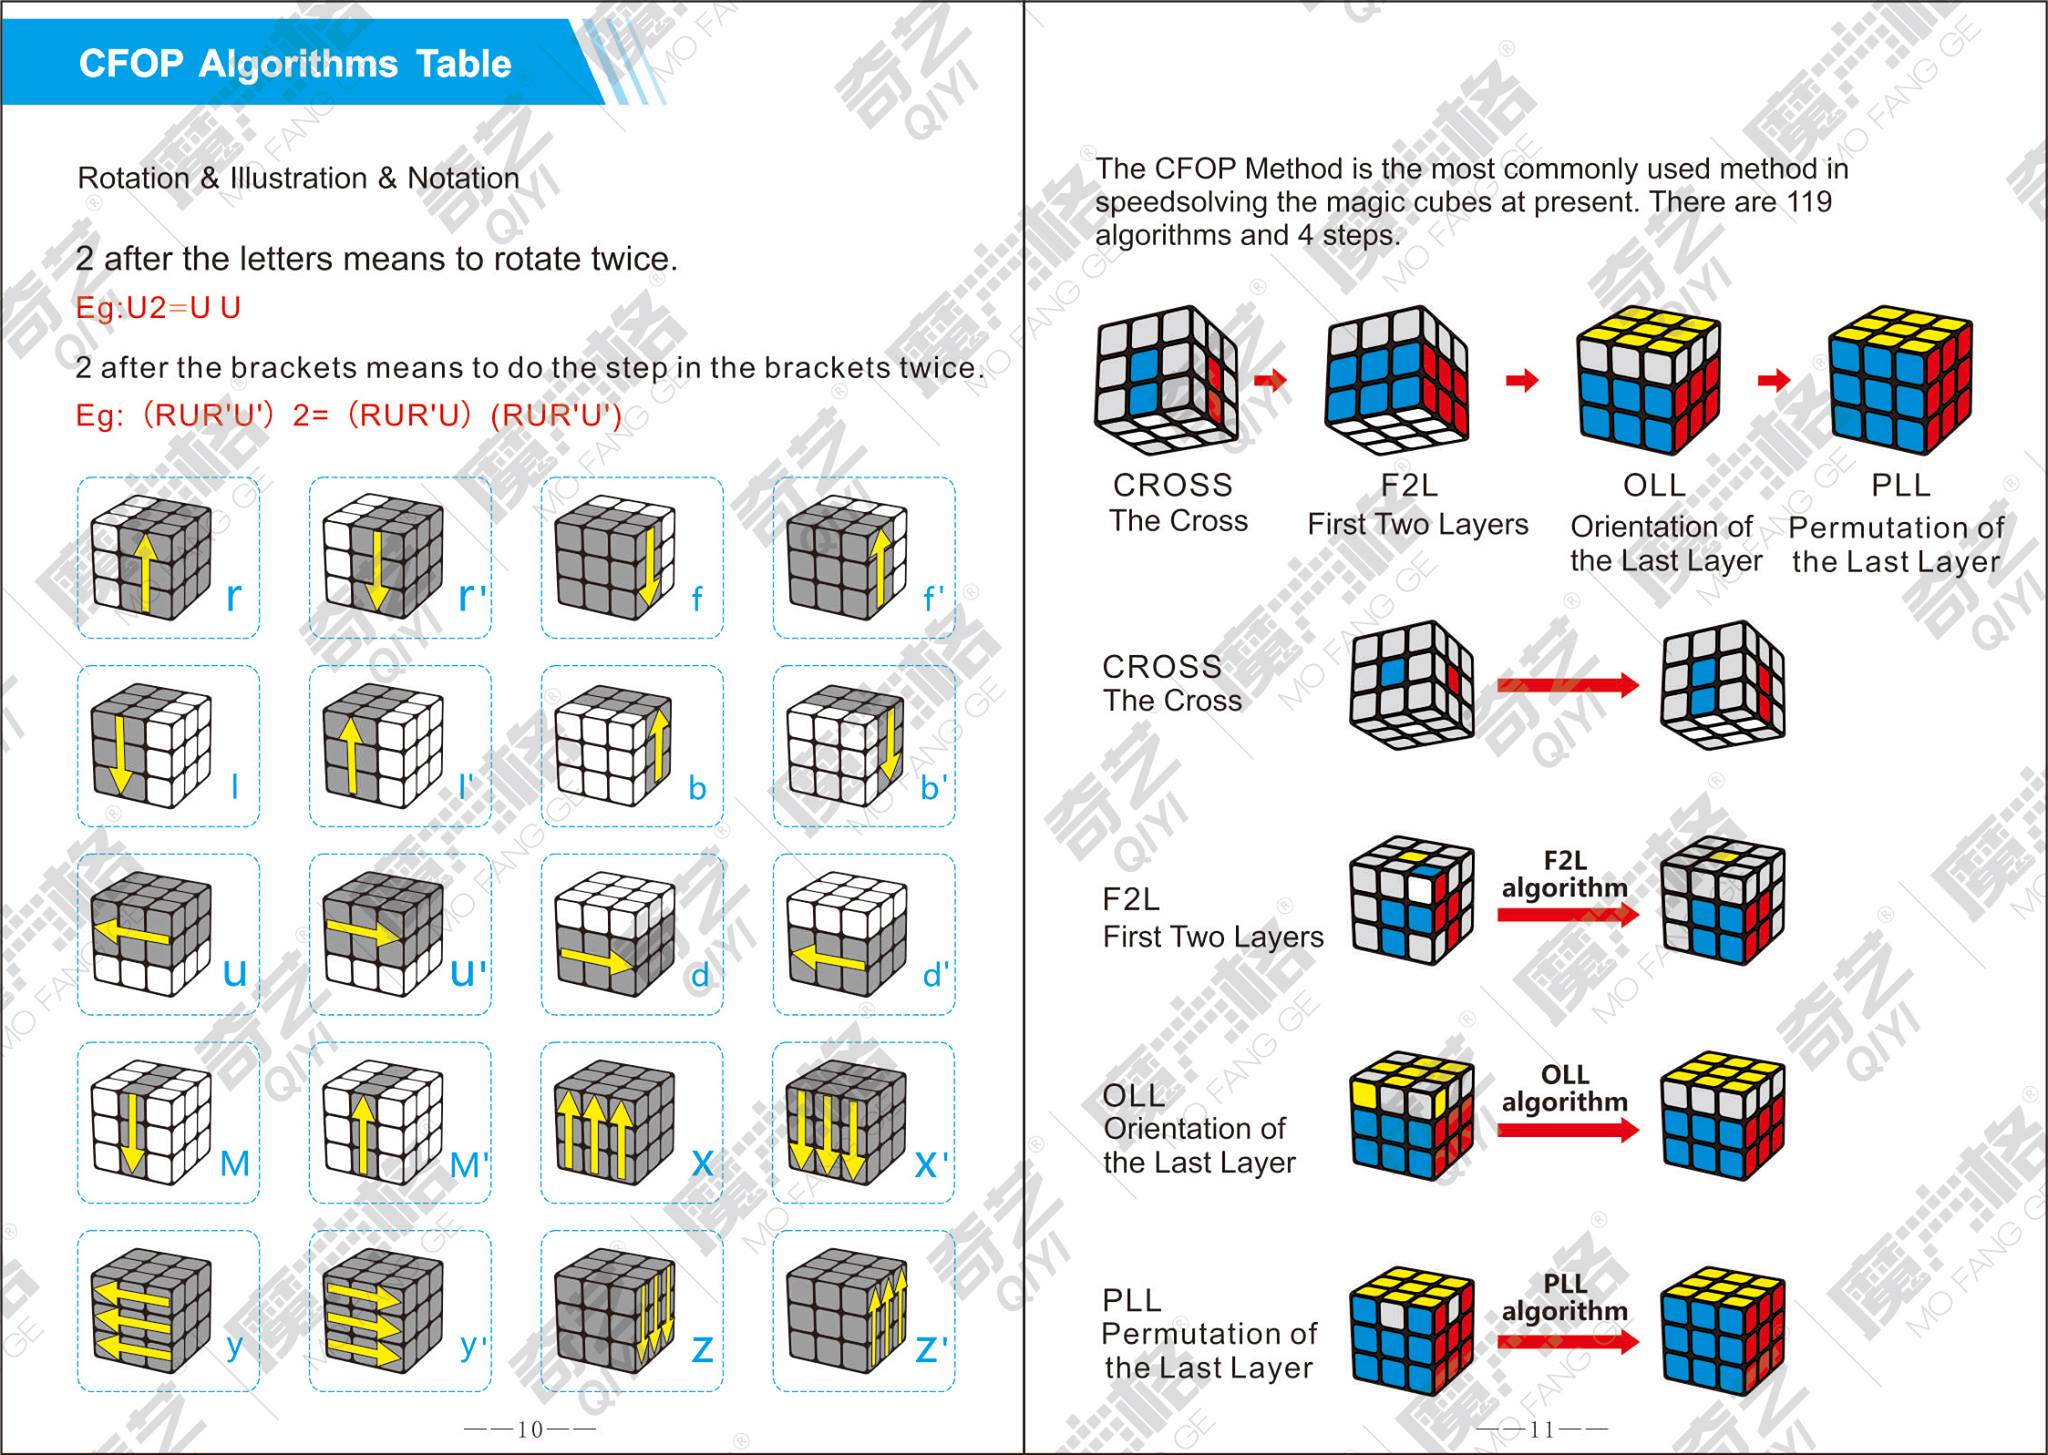 CFOP Algorithms Table
Rotation & Illustration & Notation
2 after the letters means to rotate twice.
Eg:U2=U U
2 after the brackets means to do the step in the brackets twice.
Eg:（RUR'U'）2=（RUR'U）(RUR'U')
r r' f f'
l l' b b'
u u' d d'
M M' x x'
y y' z z'
——10——
The CFOP Method is the most commonly used method in
speedsolving the magic cubes at present. There are 119
algorithms and 4 steps.
CROSS F2L OLL PLL
The Cross First Two Layers Orientation of Permutation of
the Last Layer the Last Layer
CROSS
The Cross
F2L
First Two Layers
F2L
algorithm
OLL
Orientation of
the Last Layer
OLL
algorithm
PLL
Permutation of
the Last Layer
PLL
algorithm
——11——
奇艺
QIYI
魔方格®
MO FANG GE